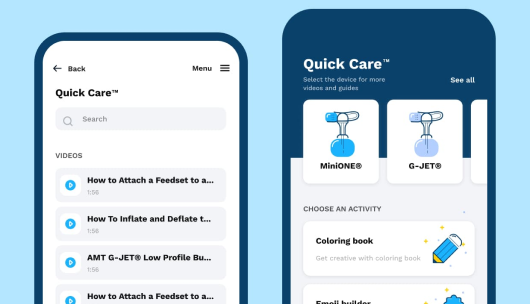 Back
Menu
Quick Care™
Search
VIDEOS
How to Attach a Feedset to a...
1:56
How To Inflate and Deflate t...
1:56
AMT G-JET® Low Profile Bu...
1:56
How to Attach a Feedset to a...
Quick Care™
Select the device for more
videos and guides
See all
MiniONE®
G-JET®
CHOOSE AN ACTIVITY
Coloring book
Get creative with coloring book
Emoji builder